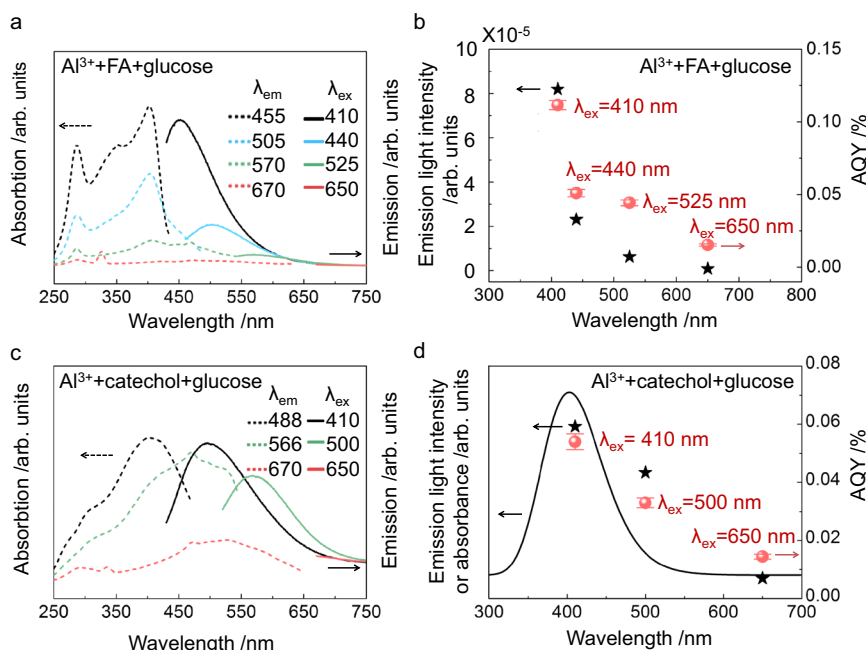 a
Al³⁺+FA+glucose
λem λex
455 410
505 440
570 525
670 650
Absorbtion /arb. units
Emission /arb. units
250 350 450 550 650 750
Wavelength /nm
b
X10⁻⁵
Al³⁺+FA+glucose
λex=410 nm
λex=440 nm
λex=525 nm
λex=650 nm
Emission light intensity
/arb. units
10
8
6
4
2
0
AQY /%
0.15
0.10
0.05
0.00
300 400 500 600 700 800
Wavelength /nm
c
Al³⁺+catechol+glucose
λem λex
488 410
566 500
670 650
Absorbtion /arb. units
Emission/arb. units
250 350 450 550 650 750
Wavelength /nm
d
Al³⁺+catechol+glucose
λex= 410 nm
λex=500 nm
λex=650 nm
Emission light intensity
or absorbance /arb. units
AQY /%
0.08
0.06
0.04
0.02
0.00
300 400 500 600 700
Wavelength /nm